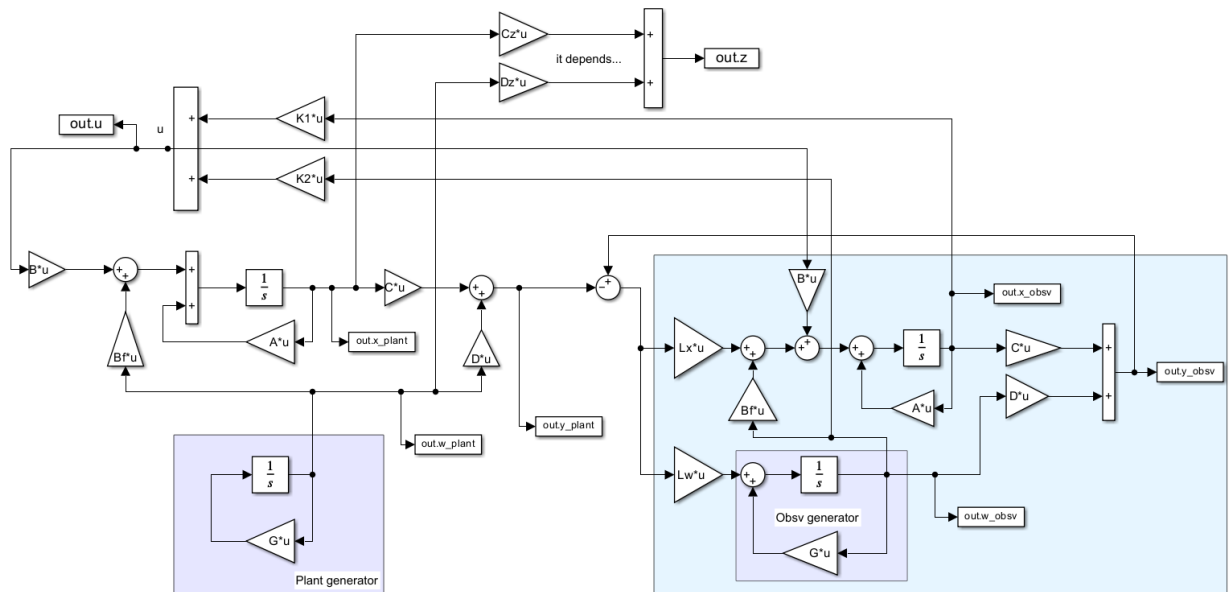 Cz*u
it depends...
out.z
Dz*u
out.u
u
K1*u
K2*u
B*u
1
s
C*u
A*u
out.x_plant
Bf*u
D*u
out.y_plant
out.w_plant
1
s
G*u
Plant generator
B*u
out.x_obsv
Lx*u
1
s
C*u
out.y_obsv
Bf*u
A*u
D*u
Lw*u
1
s
Obsv generator
out.w_obsv
G*u